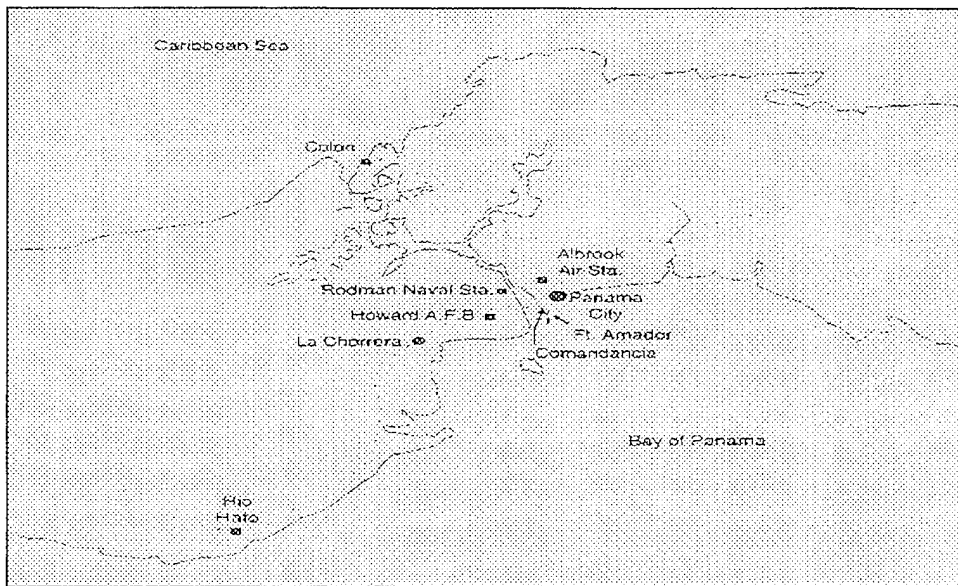 Caribbean Sea
Colon
Albrook
Air Sta.
Rodman Naval Sta.
Panama
City
Howard A.F.B
Ft. Amador
La Chorrera
Comandancia
Bay of Panama
Rio
Hato